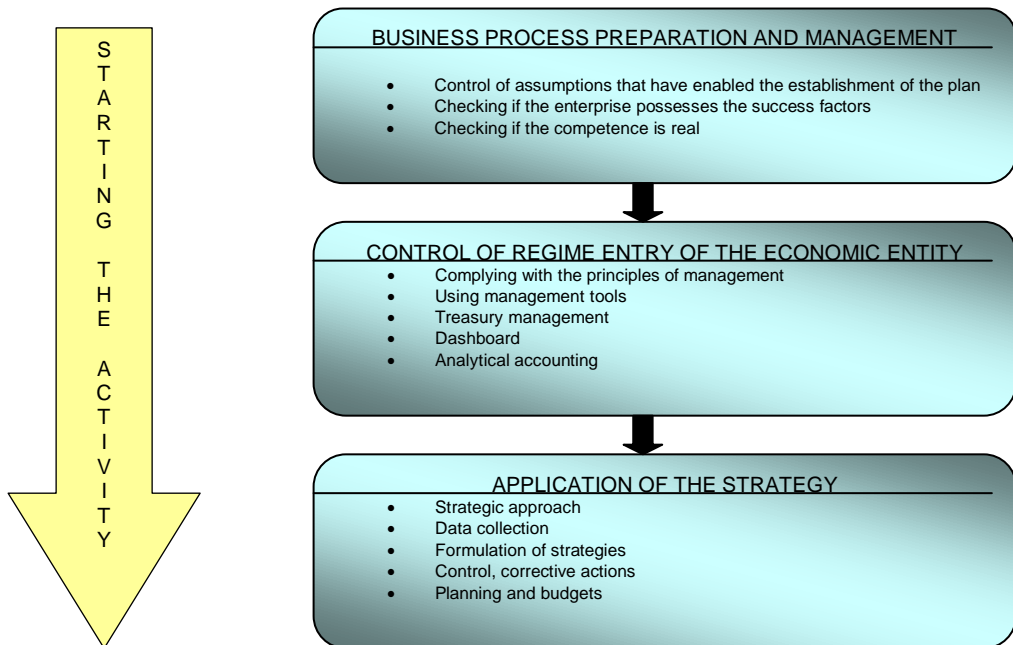 STARTING THE ACTIVITY
BUSINESS PROCESS PREPARATION AND MANAGEMENT
• Control of assumptions that have enabled the establishment of the plan
• Checking if the enterprise possesses the success factors
• Checking if the competence is real
CONTROL OF REGIME ENTRY OF THE ECONOMIC ENTITY
• Complying with the principles of management
• Using management tools
• Treasury management
• Dashboard
• Analytical accounting
APPLICATION OF THE STRATEGY
• Strategic approach
• Data collection
• Formulation of strategies
• Control, corrective actions
• Planning and budgets